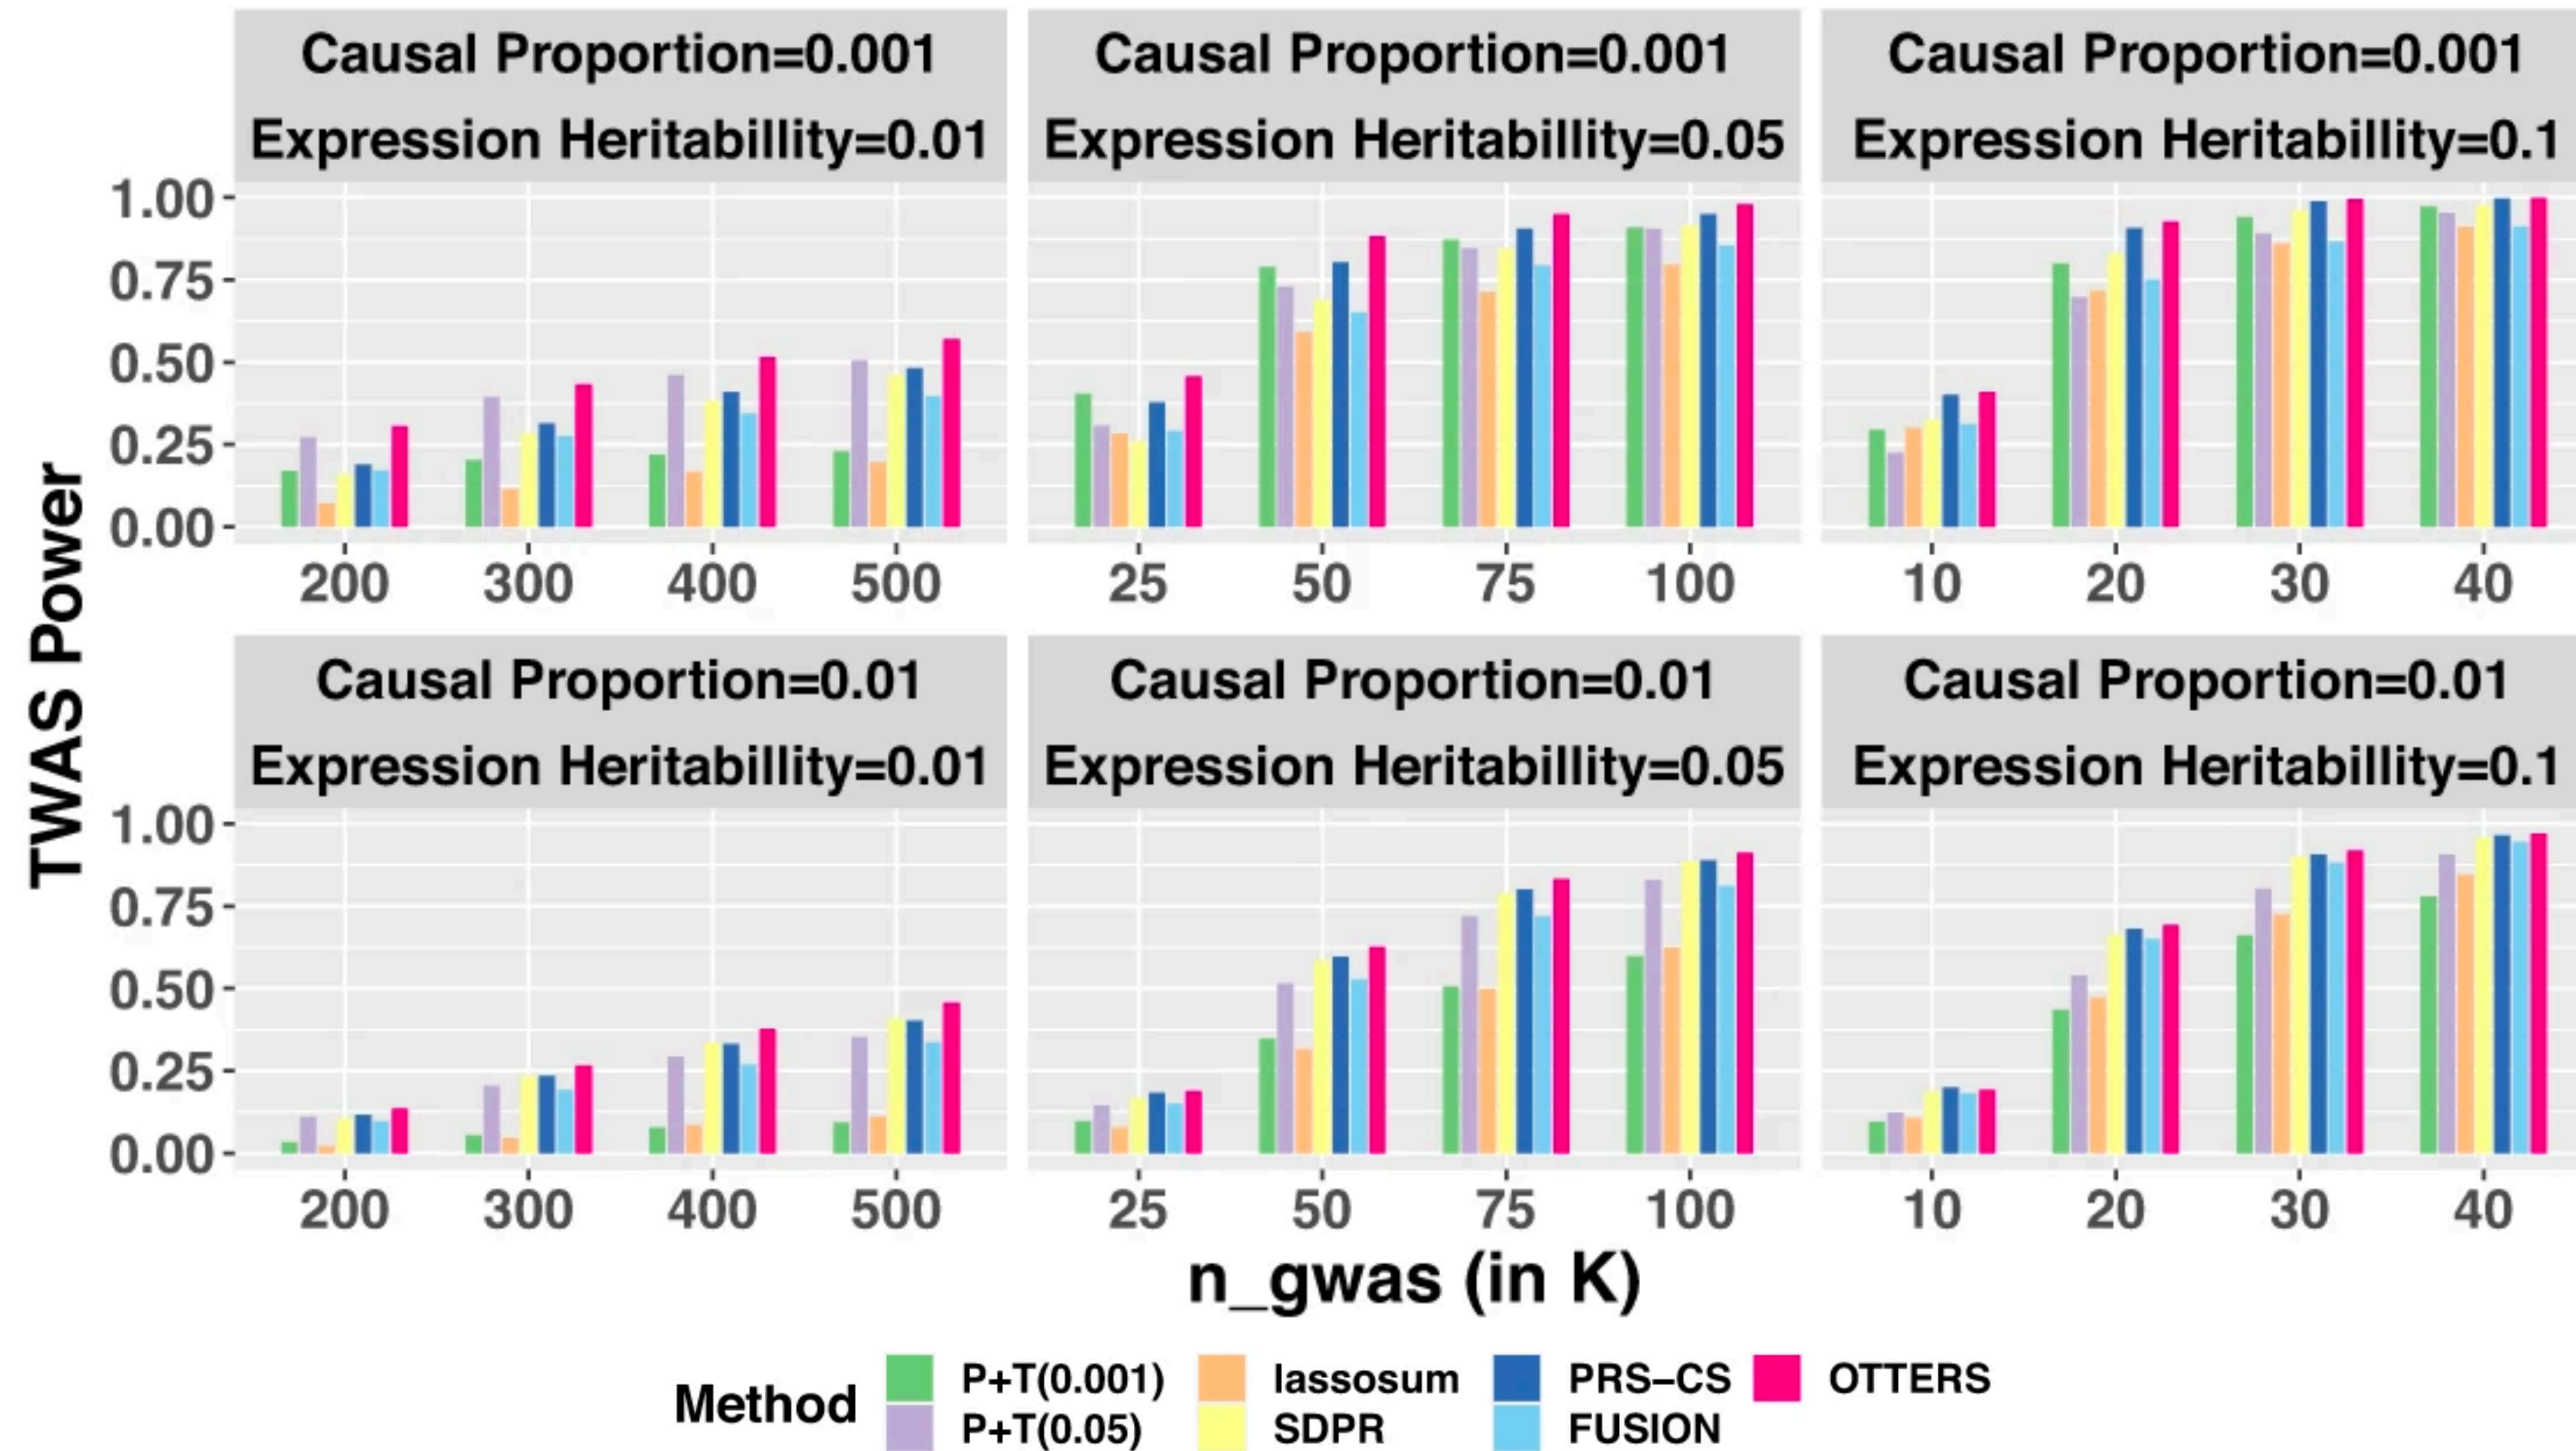 Causal Proportion=0.001 Causal Proportion=0.001 Causal Proportion=0.001
Expression Heritabillity=0.01 Expression Heritabillity=0.05 Expression Heritabillity=0.1
1.00
0.75
0.50
0.25
0.00
200 300 400 500 25 50 75 100 10 20 30 40
TWAS Power
Causal Proportion=0.01 Causal Proportion=0.01 Causal Proportion=0.01
Expression Heritabillity=0.01 Expression Heritabillity=0.05 Expression Heritabillity=0.1
1.00
0.75
0.50
0.25
0.00
200 300 400 500 25 50 75 100 10 20 30 40
n_gwas (in K)
Method
P+T(0.001) lassosum PRS–CS OTTERS
P+T(0.05) SDPR FUSION